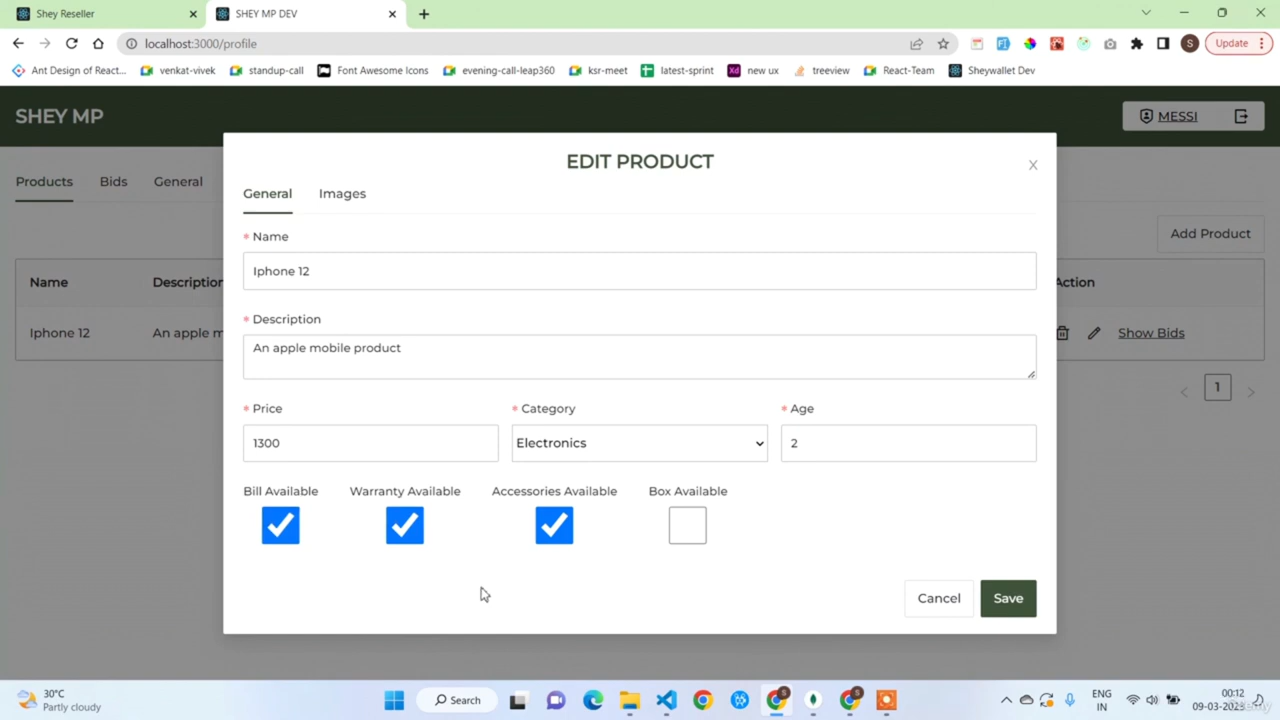 Shey Reseller
SHEY MP DEV
localhost:3000/profile
S
Update
Ant Design of React...
venkat-vivek
standup-call
Font Awesome Icons
evening-call-leap360
ksr-meet
latest-sprint
new ux
treeview
React-Team
Sheywallet Dev
SHEY MP
MESSI
Products
Bids
General
Add Product
Name
Description
Action
Iphone 12
An apple m
Show Bids
1
EDIT PRODUCT
X
General
Images
* Name
Iphone 12
* Description
An apple mobile product
* Price
* Category
* Age
1300
Electronics
2
Bill Available
Warranty Available
Accessories Available
Box Available
Cancel
Save
30°C
Partly cloudy
Search
ENG
IN
00:12